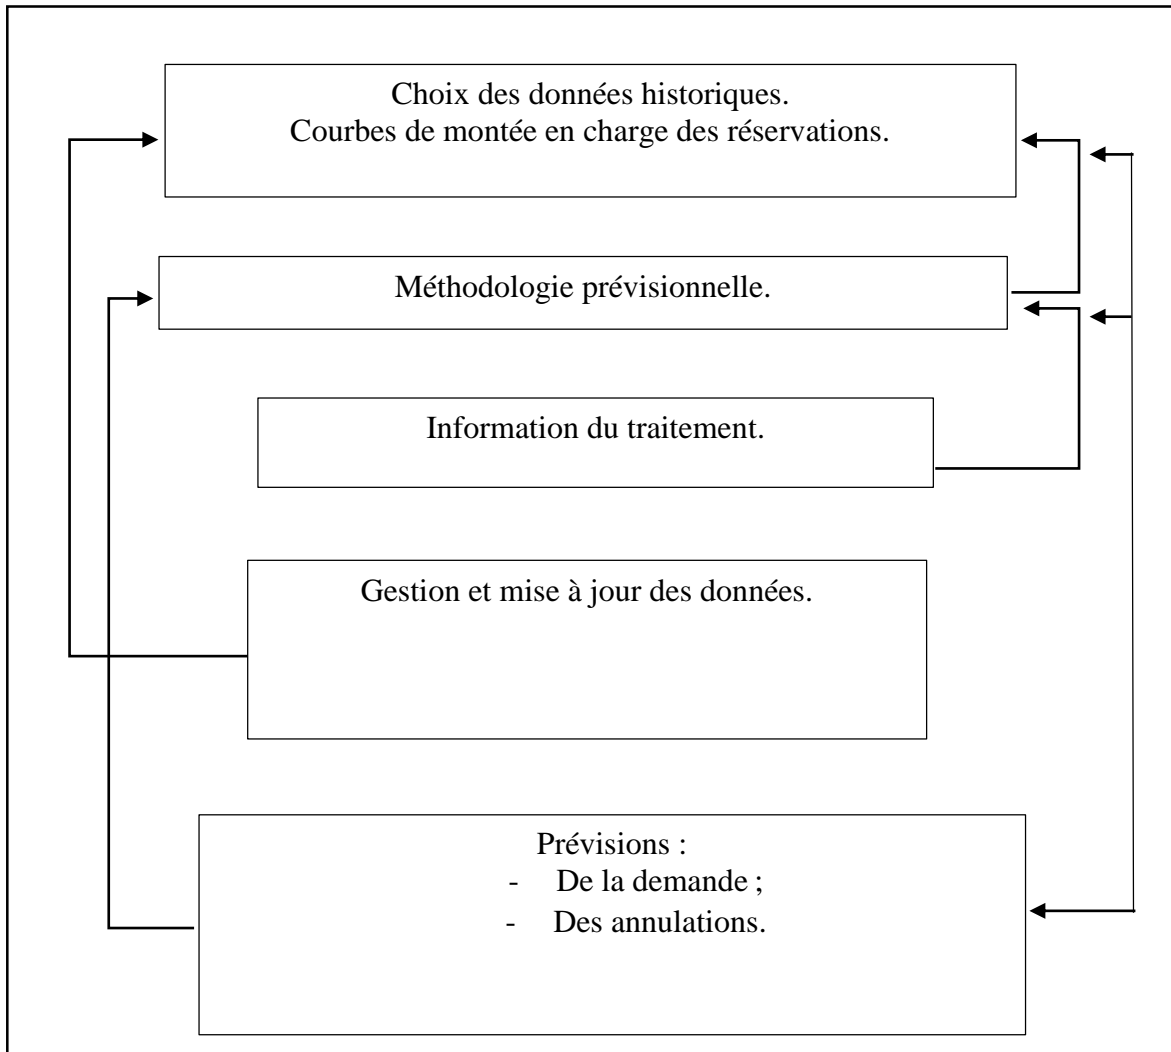 Choix des données historiques.
Courbes de montée en charge des réservations.
Méthodologie prévisionnelle.
Information du traitement.
Gestion et mise à jour des données.
Prévisions :
- De la demande ;
- Des annulations.